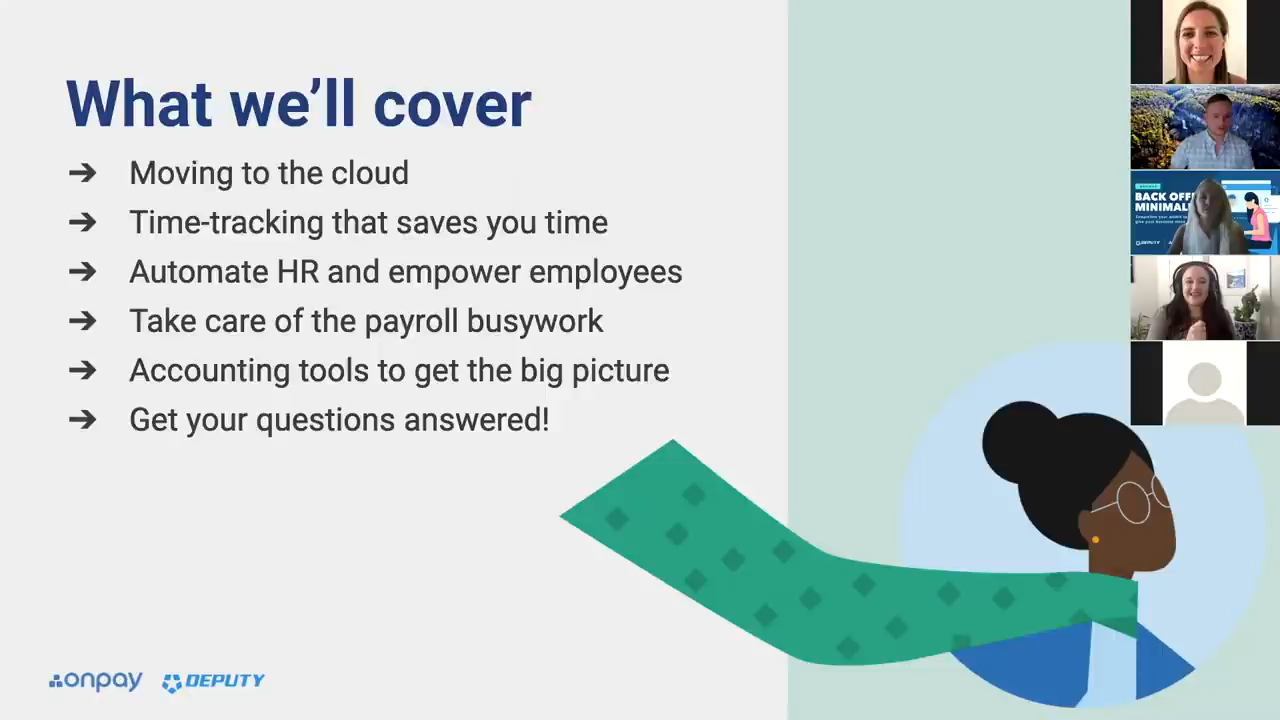 What we'll cover
➔ Moving to the cloud
➔ Time-tracking that saves you time
➔ Automate HR and empower employees
➔ Take care of the payroll busywork
➔ Accounting tools to get the big picture
➔ Get your questions answered!
onpay DEPUTY
BACK OFF
MINIMAL
DEPUTY